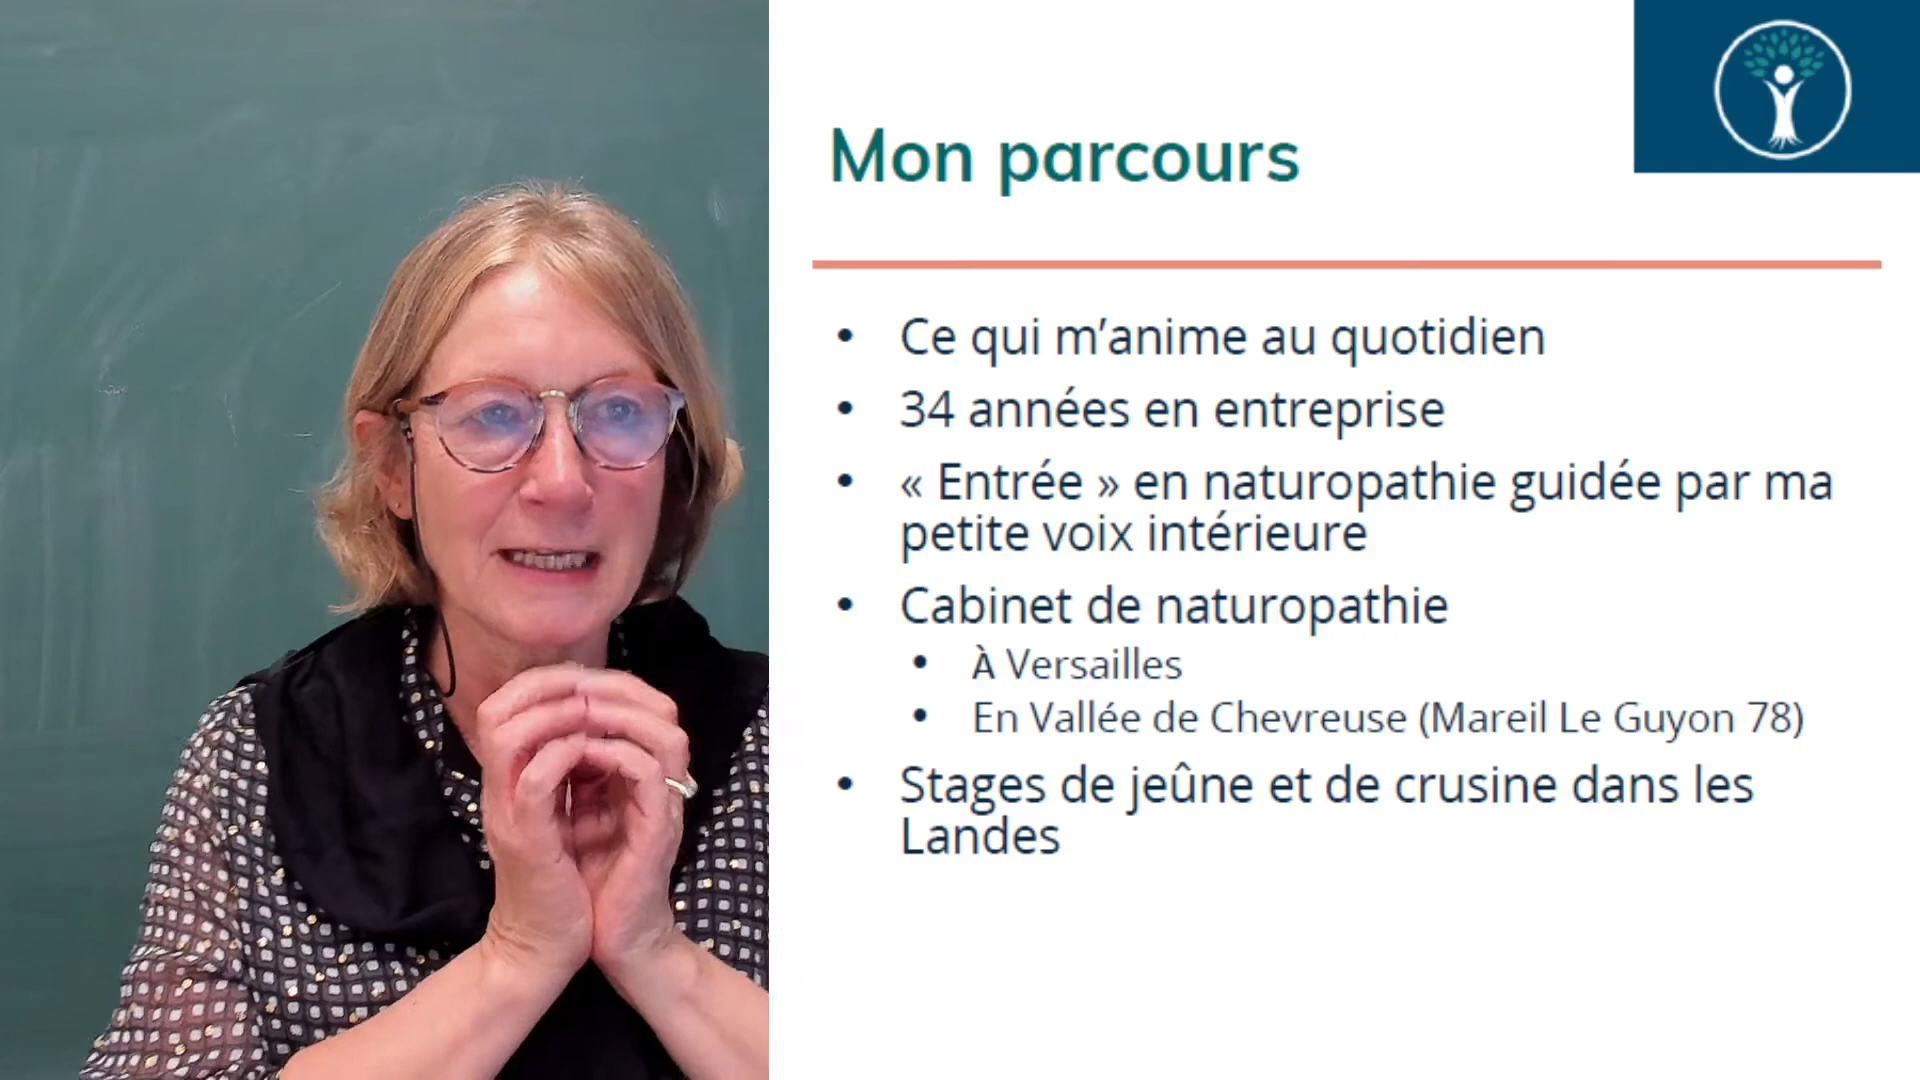 Mon parcours
• Ce qui m’anime au quotidien
• 34 années en entreprise
• « Entrée » en naturopathie guidée par ma
petite voix intérieure
• Cabinet de naturopathie
• À Versailles
• En Vallée de Chevreuse (Mareil Le Guyon 78)
• Stages de jeûne et de crusine dans les
Landes